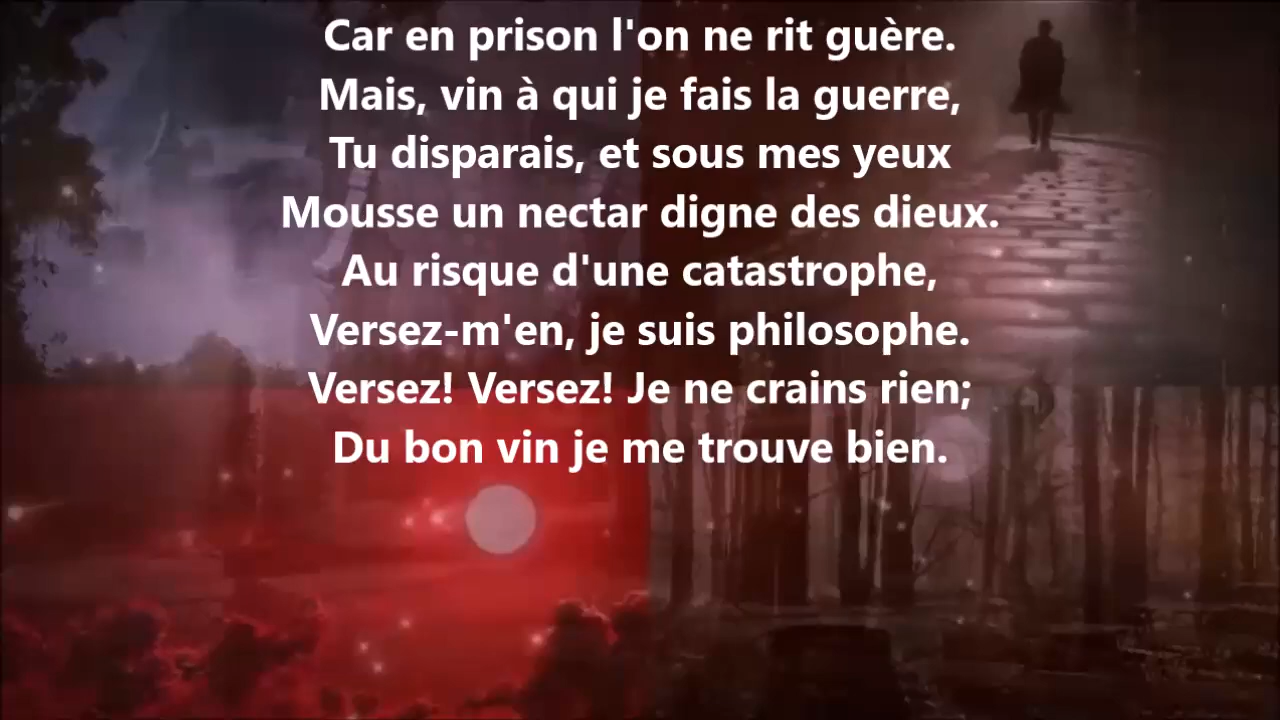 Car en prison l'on ne rit guère.
Mais, vin à qui je fais la guerre,
Tu disparais, et sous mes yeux
Mousse un nectar digne des dieux.
Au risque d'une catastrophe,
Versez-m'en, je suis philosophe.
Versez! Versez! Je ne crains rien;
Du bon vin je me trouve bien.